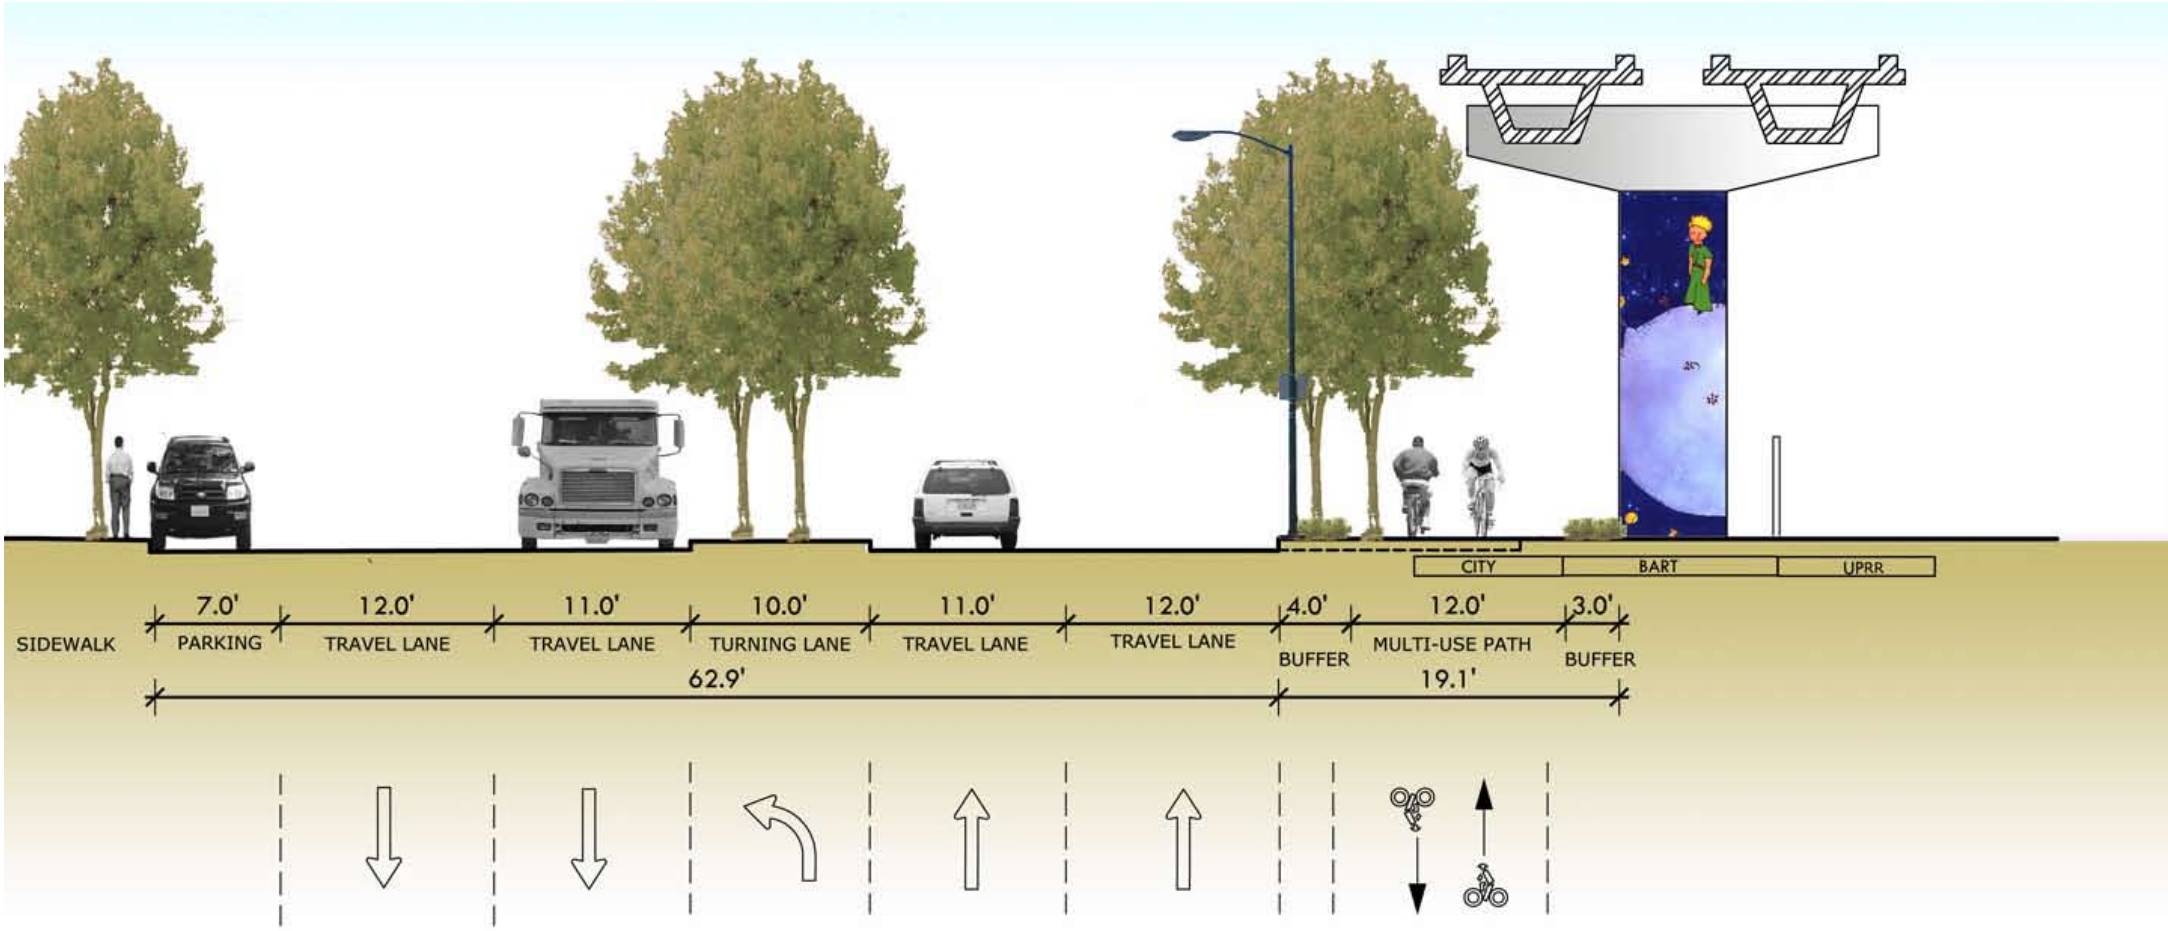 CITY BART UPRR
7.0' 12.0' 11.0' 10.0' 11.0' 12.0' 4.0' 12.0' 3.0'
SIDEWALK PARKING TRAVEL LANE TRAVEL LANE TURNING LANE TRAVEL LANE TRAVEL LANE BUFFER MULTI-USE PATH BUFFER
62.9' 19.1'